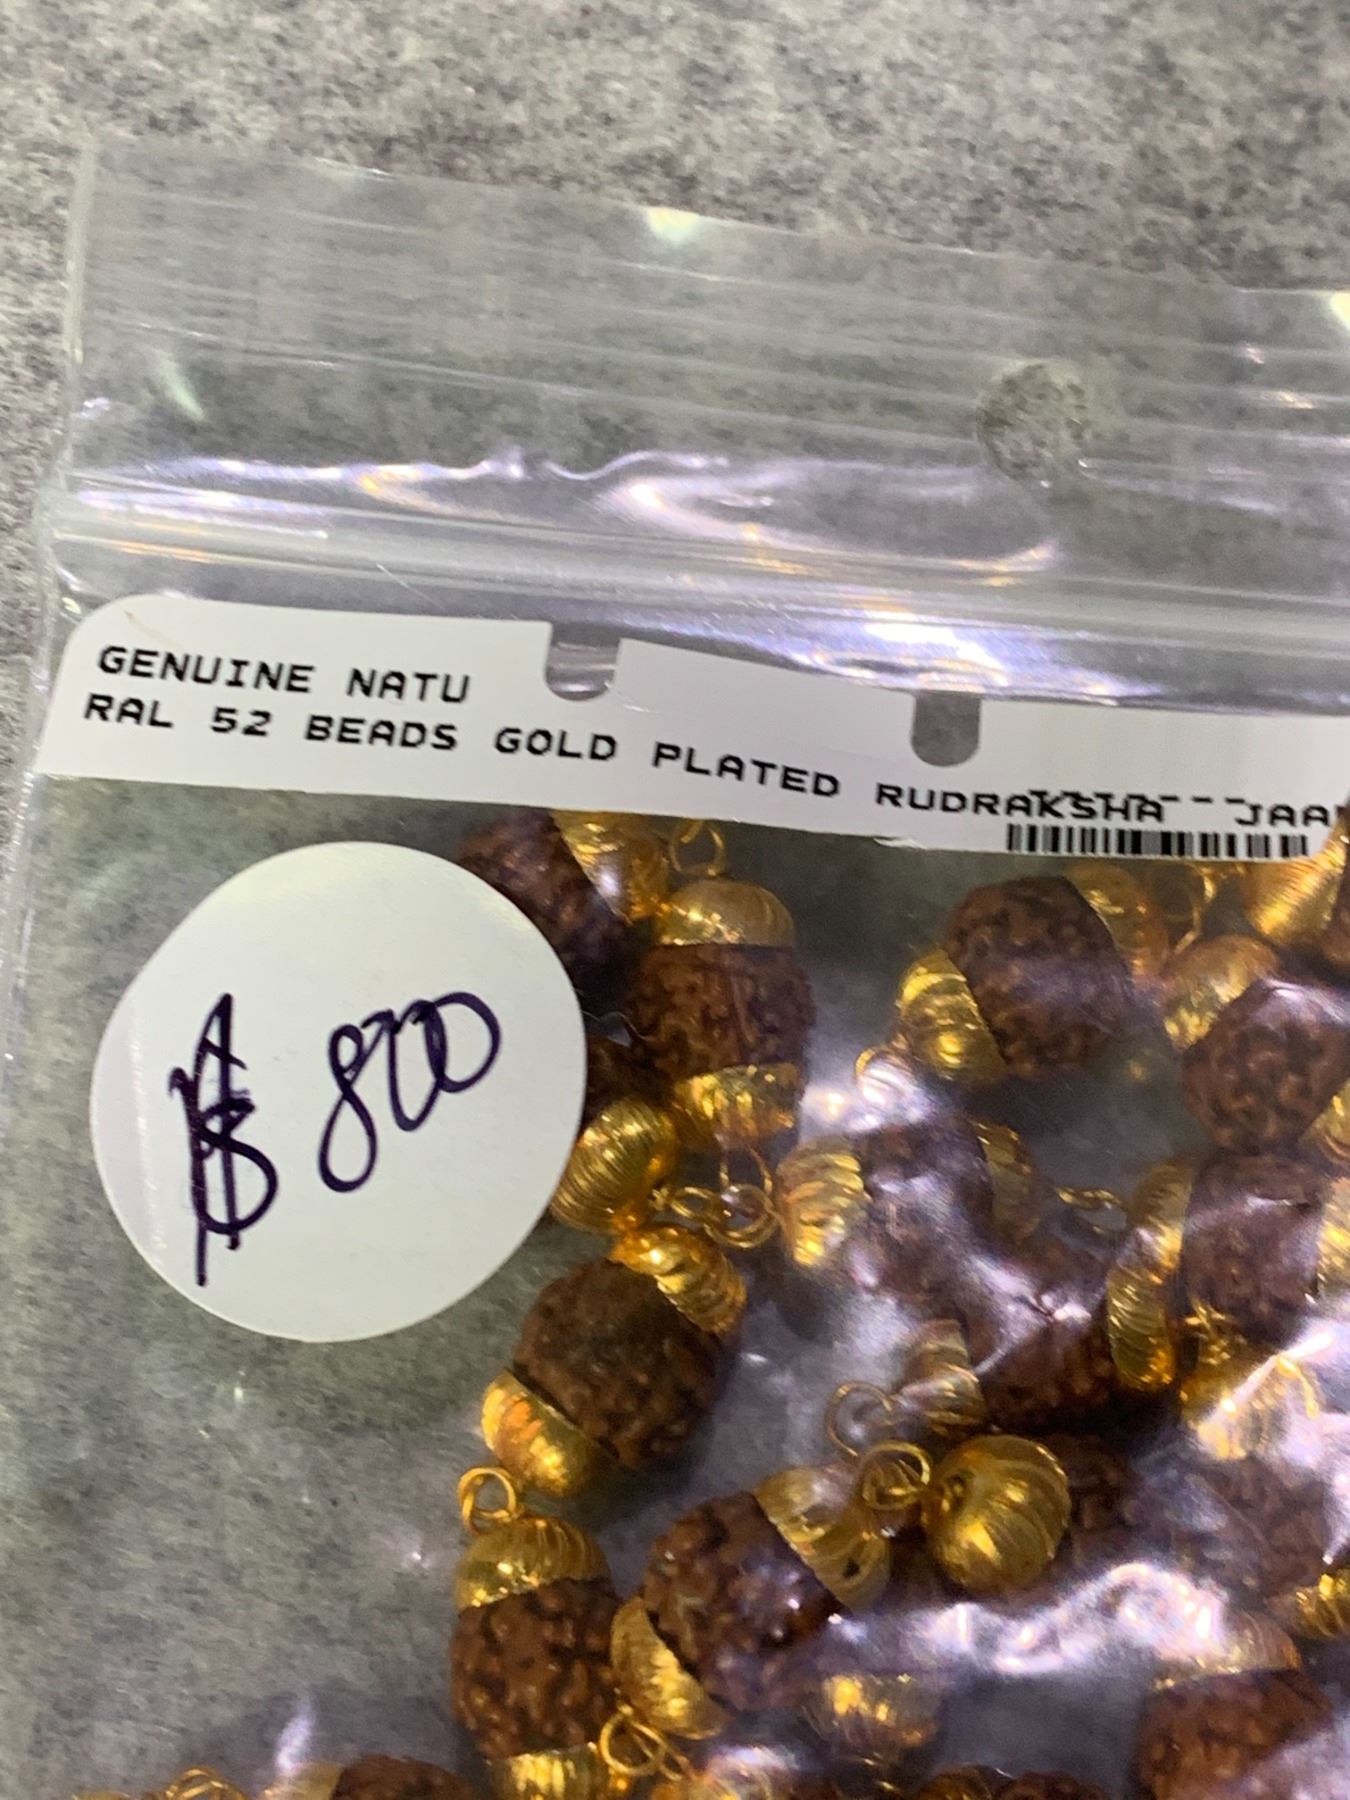 GENUINE NATU
RAL 52 BEADS GOLD PLATED RUDRAKSHA
$ 800